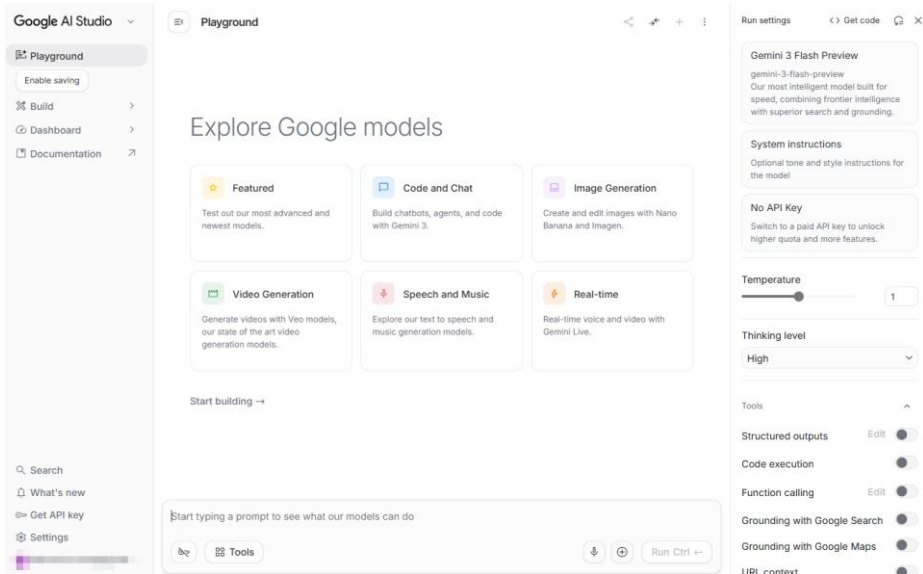 Google AI Studio
Playground
Enable saving
Build
Dashboard
Documentation
Search
What's new
Get API key
Settings
Playground
Explore Google models
Featured
Test out our most advanced and
newest models.
Code and Chat
Build chatbots, agents, and code
with Gemini 3.
Image Generation
Create and edit images with Nano
Banana and Imagen.
Video Generation
Generate videos with Veo models,
our state of the art video
generation models.
Speech and Music
Explore our text to speech and
music generation models.
Real-time
Real-time voice and video with
Gemini Live.
Start building →
Start typing a prompt to see what our models can do
Tools
Run Ctrl ↵
Run settings
<> Get code
Gemini 3 Flash Preview
gemini-3-flash-preview
Our most intelligent model built for
speed, combining frontier intelligence
with superior search and grounding.
System instructions
Optional tone and style instructions for
the model
No API Key
Switch to a paid API key to unlock
higher quota and more features.
Temperature
1
Thinking level
High
Tools
Structured outputs
Edit
Code execution
Function calling
Edit
Grounding with Google Search
Grounding with Google Maps
URL context